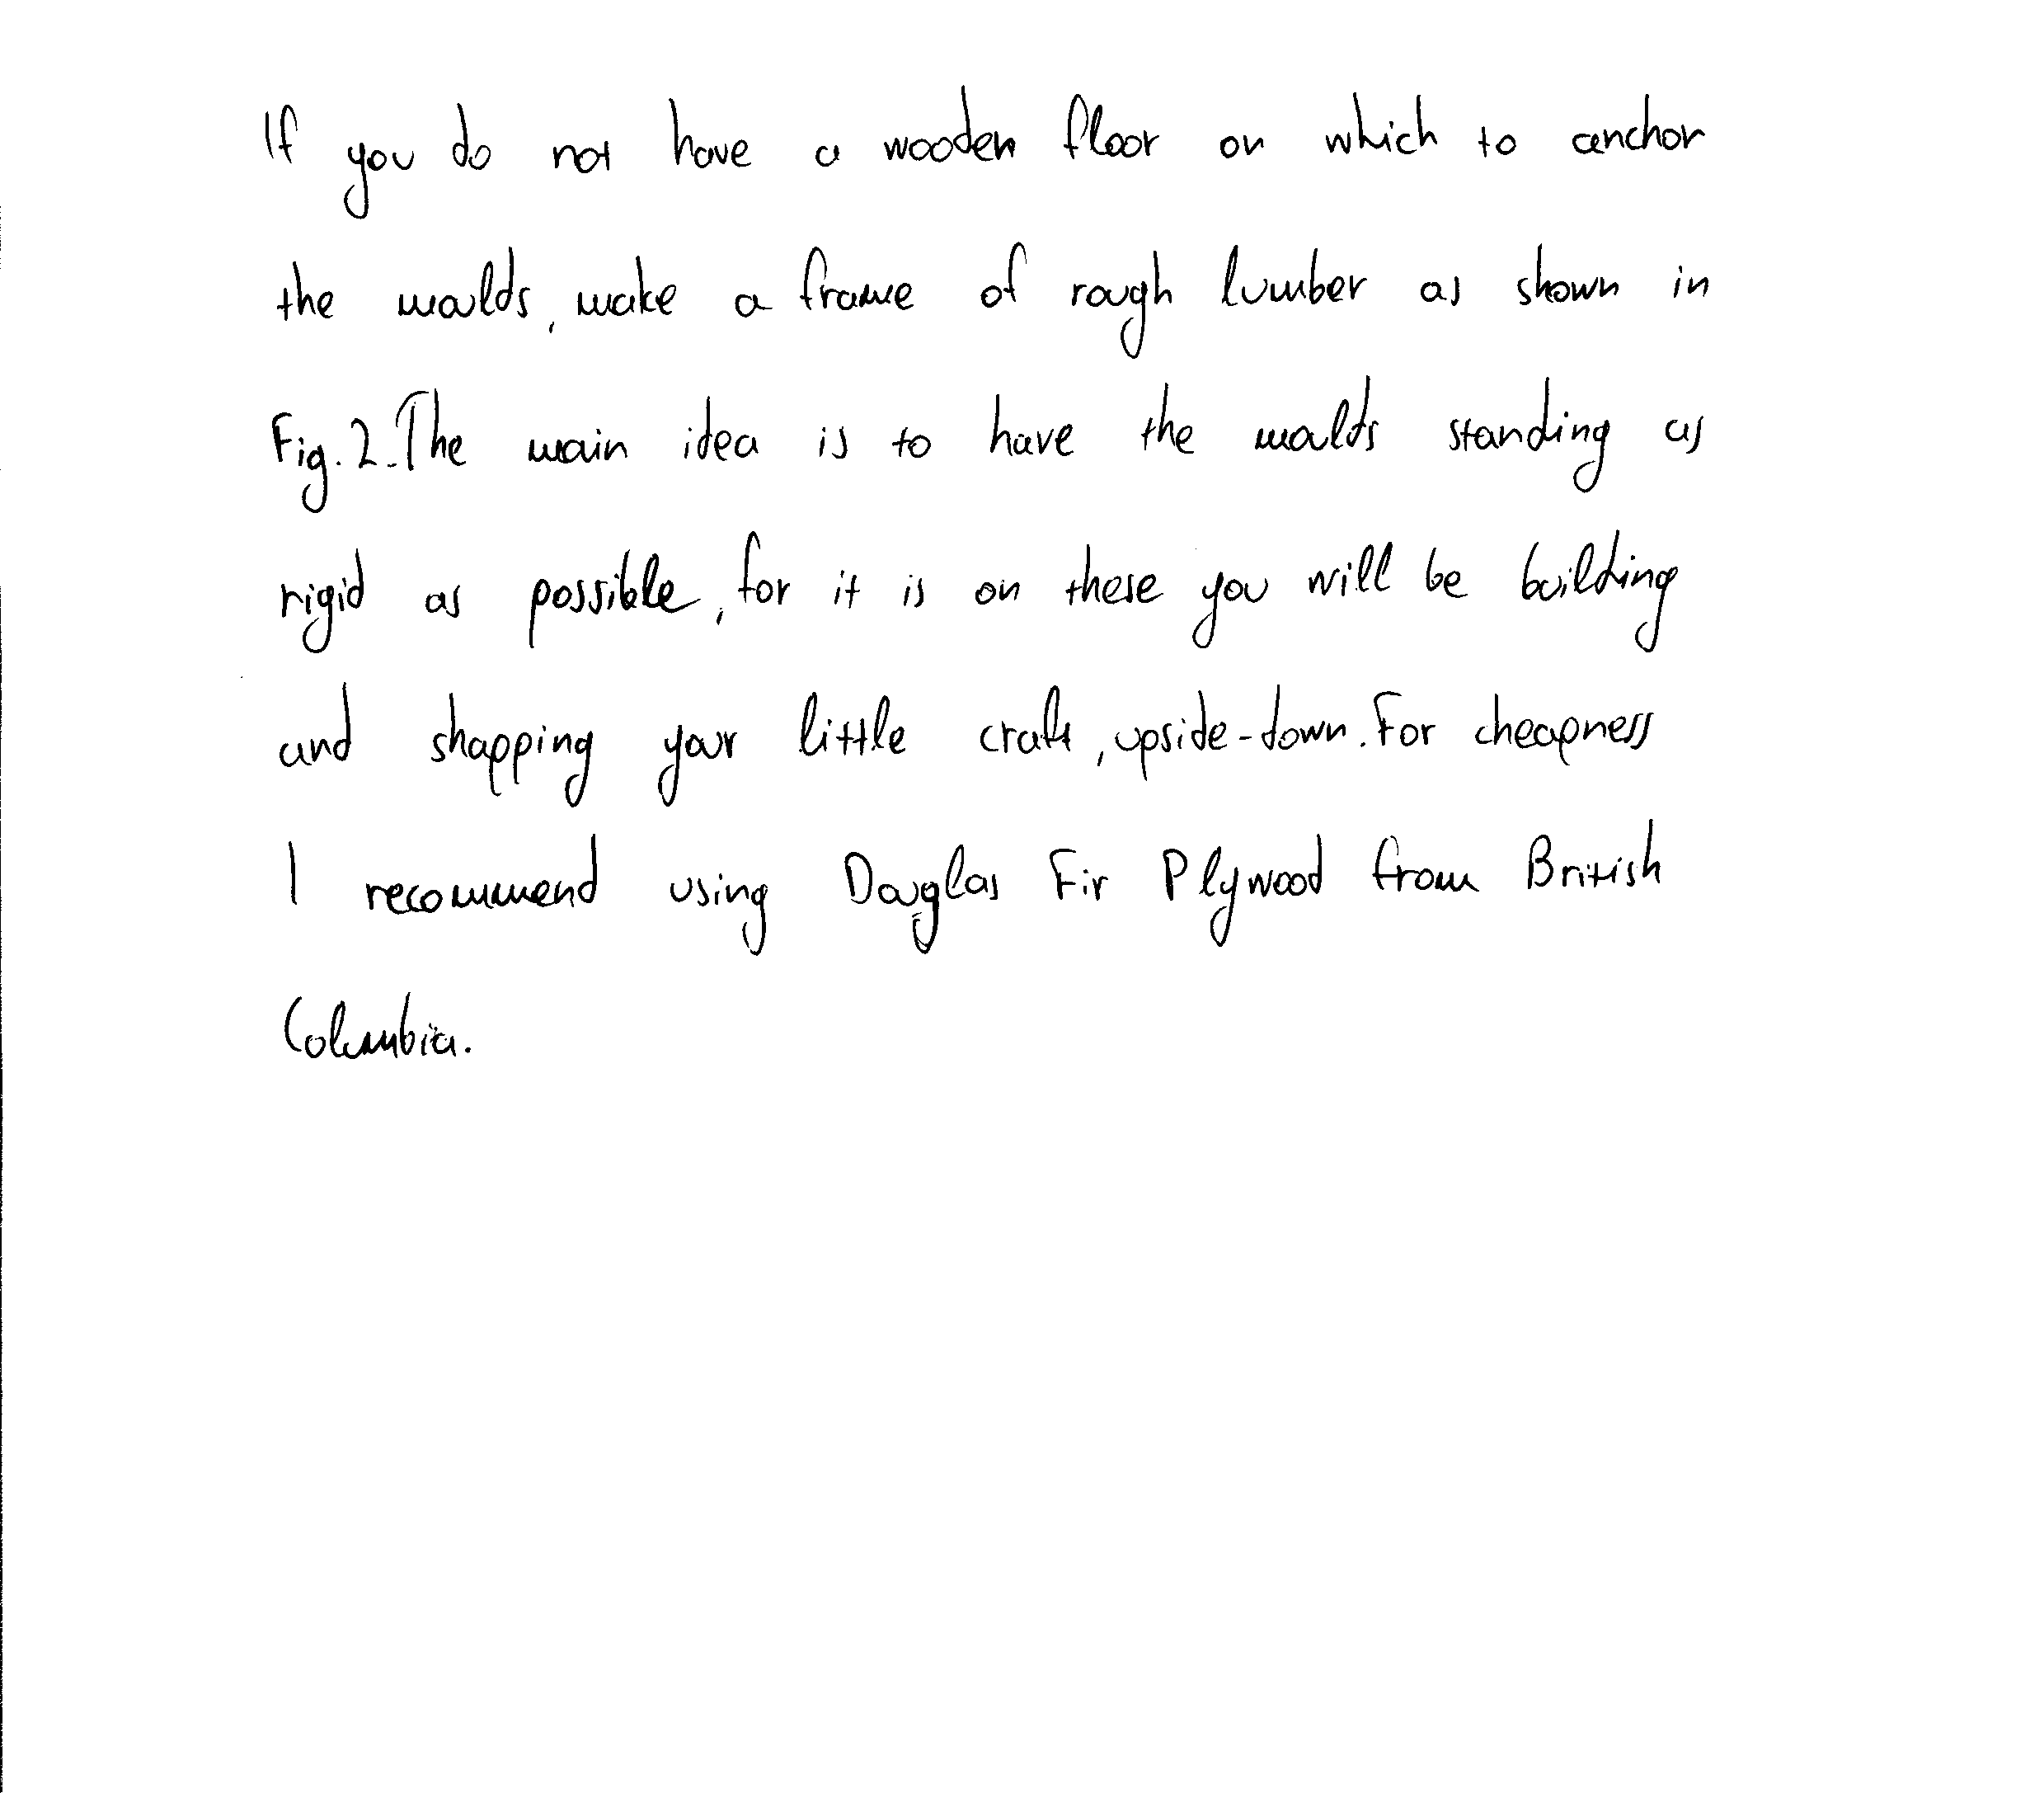 If you do not have a wooden floor on which to anchor
the moulds, make a frame of rough lumber as shown in
Fig. 2. The main idea is to have the moulds standing as
rigid as possible, for it is on these you will be building
and shapping your little craft, upside-down. For cheapness
I recommend using Douglas Fir Plywood from British
Columbia.